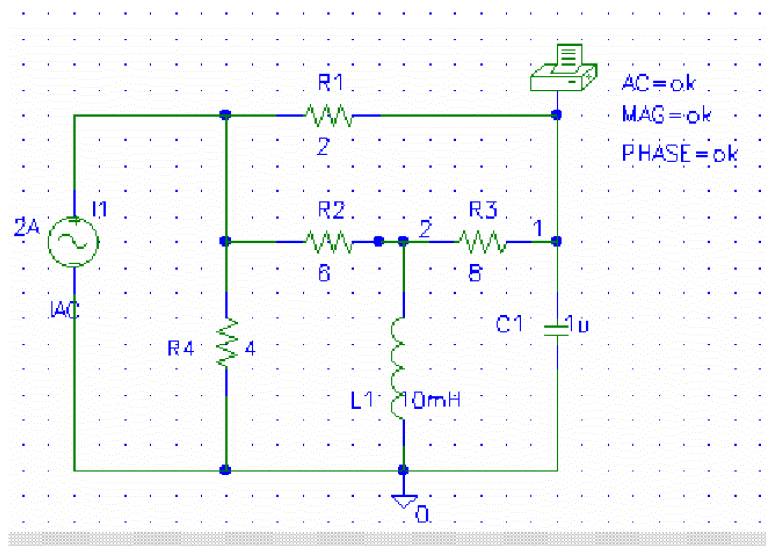 R1
AC=ok
MAG=ok
2
PHASE=ok
I1
2A
R2
2
R3
1
6
8
IAC
C1
1u
R4
4
L1
10mH
0